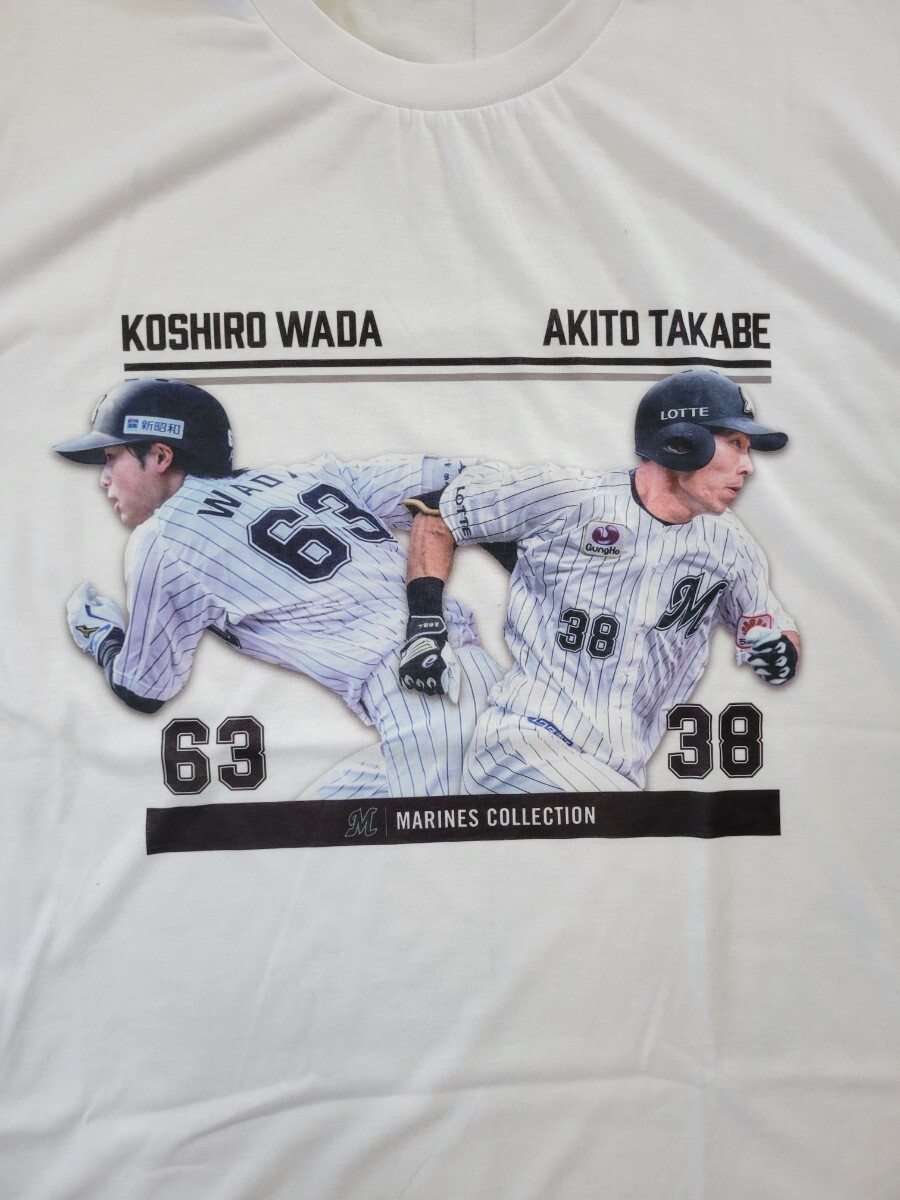 KOSHIRO WADA
AKITO TAKABE
新昭和
WADA
63
LOTTE
LOTTE
GungHo
M
38
63
38
M MARINES COLLECTION